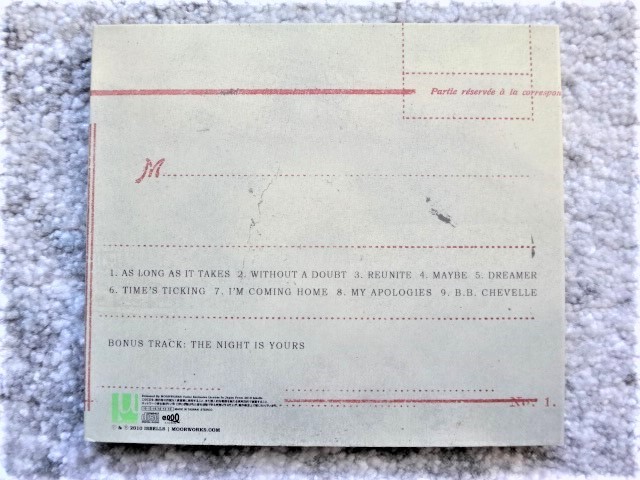 Partie réservée à la correspon
M
1. AS LONG AS IT TAKES 2. WITHOUT A DOUBT 3. REUNITE 4. MAYBE 5. DREAMER
6. TIME'S TICKING 7. I'M COMING HOME 8. MY APOLOGIES 9. B.B. CHEVELLE
BONUS TRACK: THE NIGHT IS YOURS
μ
No. 1.
℗ & © 2010 ISBELLS | MOORWORKS.COM